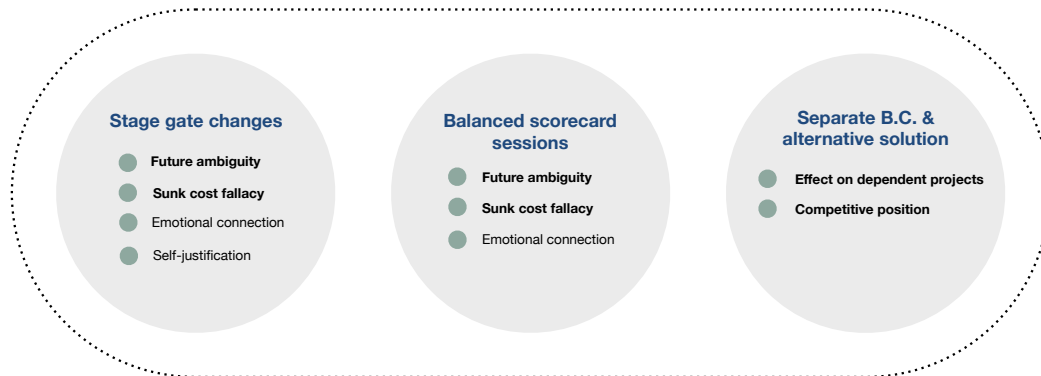 Stage gate changes
Future ambiguity
Sunk cost fallacy
Emotional connection
Self-justification
Balanced scorecard
sessions
Future ambiguity
Sunk cost fallacy
Emotional connection
Separate B.C. &
alternative solution
Effect on dependent projects
Competitive position